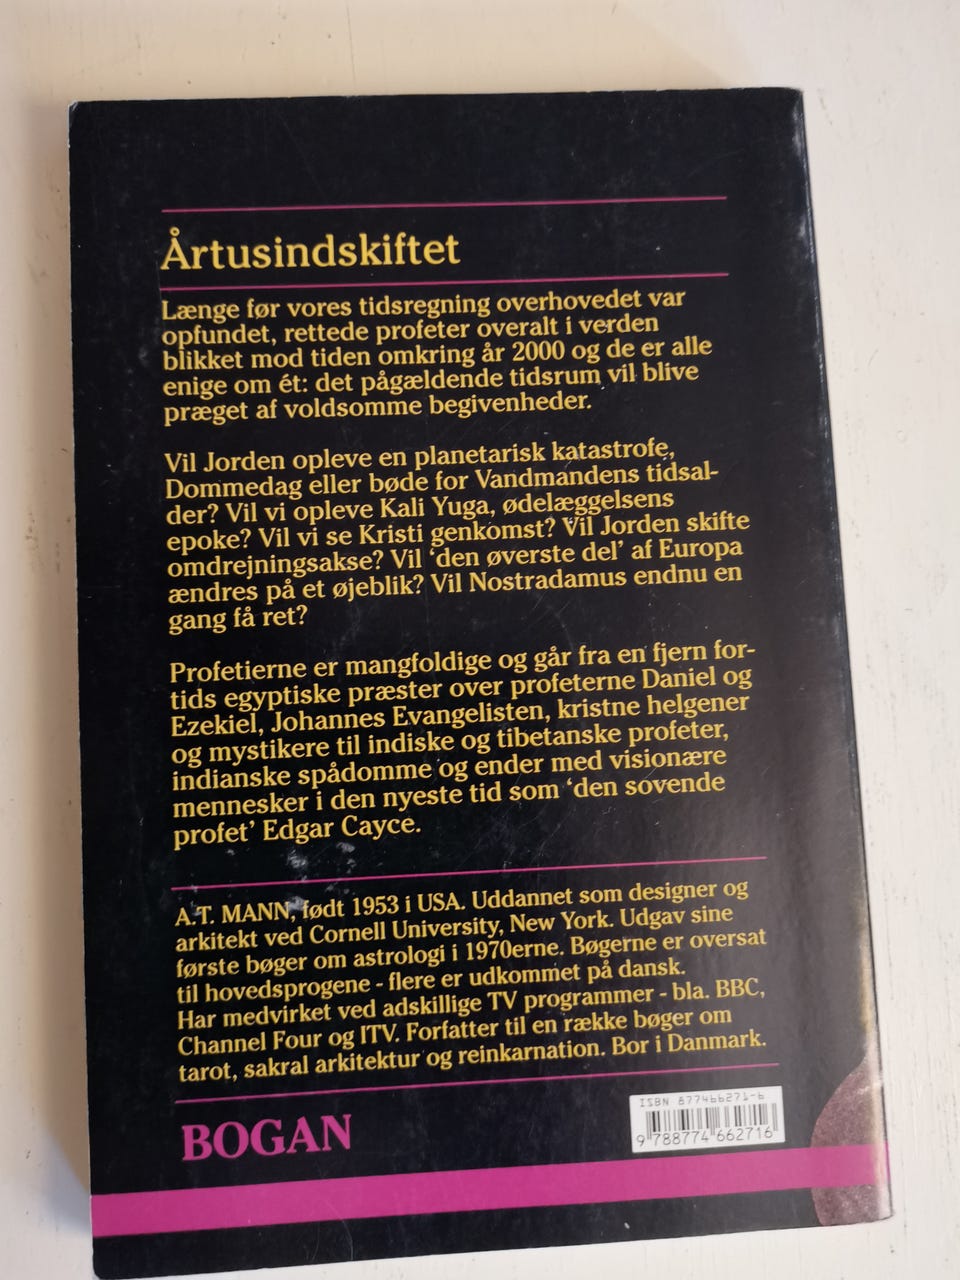 Årtusindskiftet
Længe før vores tidsregning overhovedet var
opfundet, rettede profeter overalt i verden
blikket mod tiden omkring år 2000 og de er alle
enige om ét: det pågældende tidsrum vil blive
præget af voldsomme begivenheder.
Vil Jorden opleve en planetarisk katastrofe,
Dommedag eller bøde for Vandmandens tidsal-
der? Vil vi opleve Kali Yuga, ødelæggelsens
epoke? Vil vi se Kristi genkomst? Vil Jorden skifte
omdrejningsakse? Vil ‘den øverste del’ af Europa
ændres på et øjeblik? Vil Nostradamus endnu en
gang få ret?
Profetierne er mangfoldige og går fra en fjern for-
tids egyptiske præster over profeterne Daniel og
Ezekiel, Johannes Evangelisten, kristne helgener
og mystikere til indiske og tibetanske profeter,
indianske spådomme og ender med visionære
mennesker i den nyeste tid som ‘den sovende
profet’ Edgar Cayce.
A.T. MANN, født 1953 i USA. Uddannet som designer og
arkitekt ved Cornell University, New York. Udgav sine
første bøger om astrologi i 1970erne. Bøgerne er oversat
til hovedsprogene - flere er udkommet på dansk.
Har medvirket ved adskillige TV programmer - bla. BBC,
Channel Four og ITV. Forfatter til en række bøger om
tarot, sakral arkitektur og reinkarnation. Bor i Danmark.
ISBN 877466271-6
9 788774 662716
BOGAN